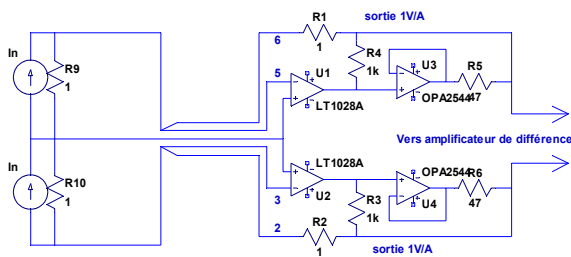 R1
sortie 1V/A
6
1
In
R4
U3
R9
5
U1
R5
1
1k
LT1028A
OPA2544
47
Vers amplificateur de différence
In
LT1028A
OPA2544
R6
R10
1
R3
U2
3
1k
U4
47
2
R2
1
sortie 1V/A